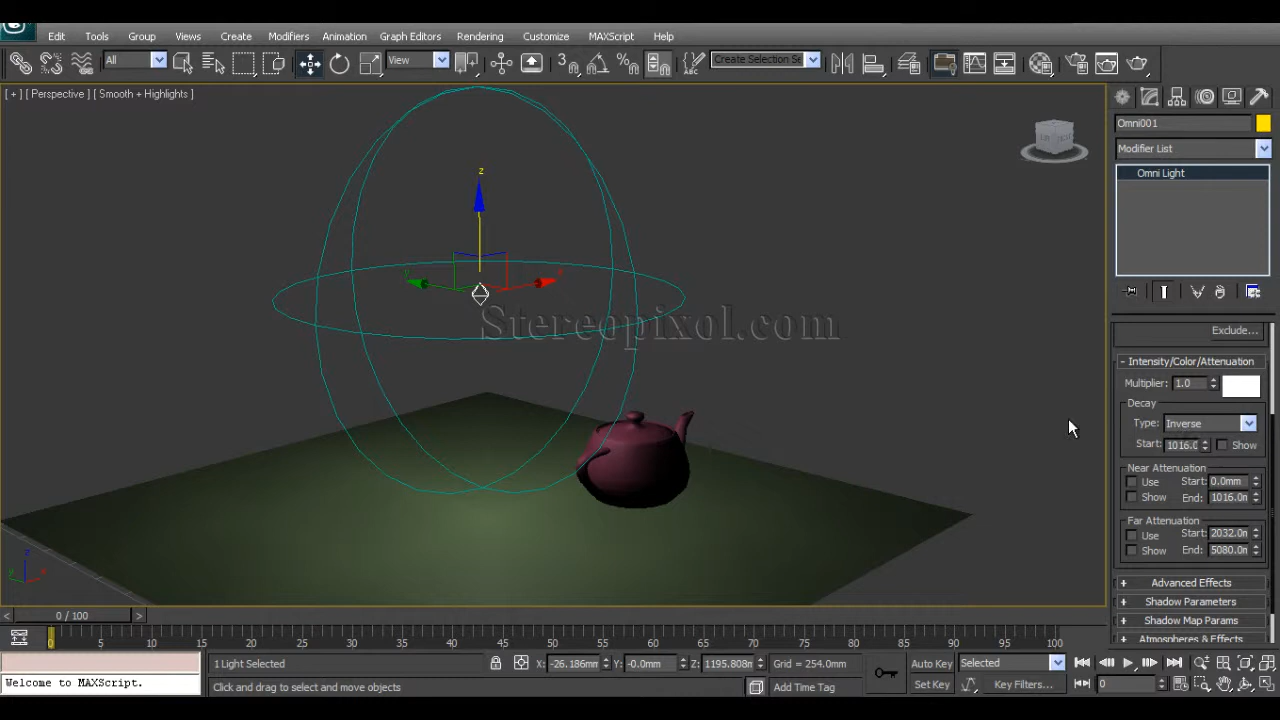 Edit Tools Group Views Create Modifiers Animation Graph Editors Rendering Customize MAXScript Help
All View 3 Create Selection Se
[ + ] [ Perspective ] [ Smooth + Highlights ]
Omni001
Modifier List
Omni Light
z
y x
Stereopixol.com
Exclude...
- Intensity/Color/Attenuation
Multiplier: 1.0
Decay
Type: Inverse
Start: 1016.0 Show
Near Attenuation
Use Start: 0.0mm
Show End: 1016.0m
Far Attenuation
Use Start: 2032.0m
Show End: 5080.0m
+ Advanced Effects
+ Shadow Parameters
+ Shadow Map Params
+ Atmospheres & Effects
z
y x
< 0 / 100 >
0 5 10 15 20 25 30 35 40 45 50 55 60 65 70 75 80 85 90 95 100
1 Light Selected X: -26.186mm Y: -0.0mm Z: 1195.808m Grid = 254.0mm Auto Key Selected
Welcome to MAXScript. Click and drag to select and move objects Add Time Tag Set Key Key Filters... 0